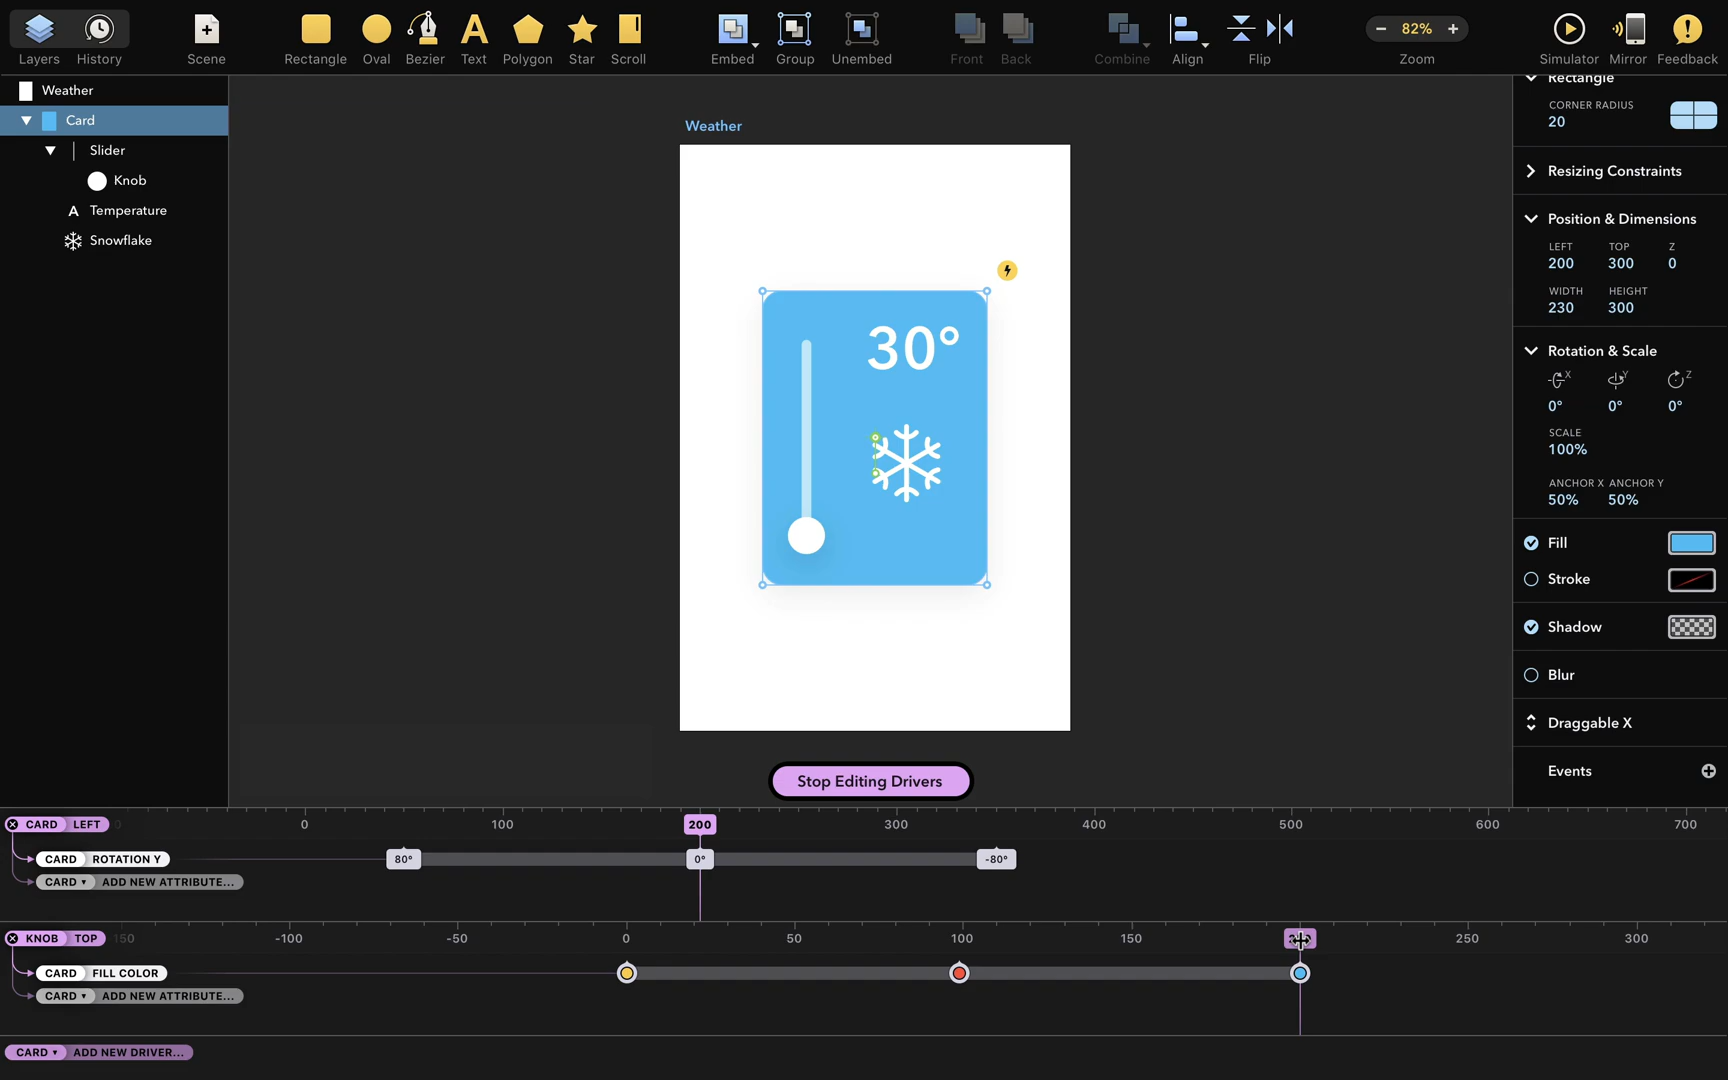 Layers History Scene Rectangle Oval Bezier Text Polygon Star Scroll Embed Group Unembed Front Back Combine Align Flip 82% Zoom Simulator Mirror Feedback
Weather
Card
Slider
Knob
Temperature
Snowflake
Weather
30°
Stop Editing Drivers
Rectangle
CORNER RADIUS
20
Resizing Constraints
Position & Dimensions
LEFT TOP Z
200 300 0
WIDTH HEIGHT
230 300
Rotation & Scale
X Y Z
0° 0° 0°
SCALE
100%
ANCHOR X ANCHOR Y
50% 50%
Fill
Stroke
Shadow
Blur
Draggable X
Events
CARD LEFT 0 100 200 300 400 500 600 700
CARD ROTATION Y 80° 0° -80°
CARD ADD NEW ATTRIBUTE...
KNOB TOP 150 -100 -50 0 50 100 150 250 300
CARD FILL COLOR
CARD ADD NEW ATTRIBUTE...
CARD ADD NEW DRIVER...